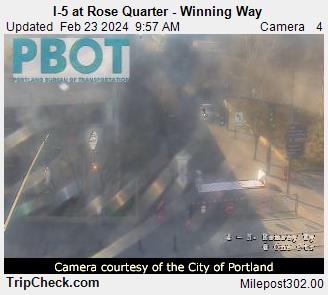 I-5 at Rose Quarter - Winning Way
Updated Feb 23 2024 9:57 AM Camera 4
PBOT
PORTLAND BUREAU OF TRANSPORTATION
Camera courtesy of the City of Portland
TripCheck.com Milepost302.00